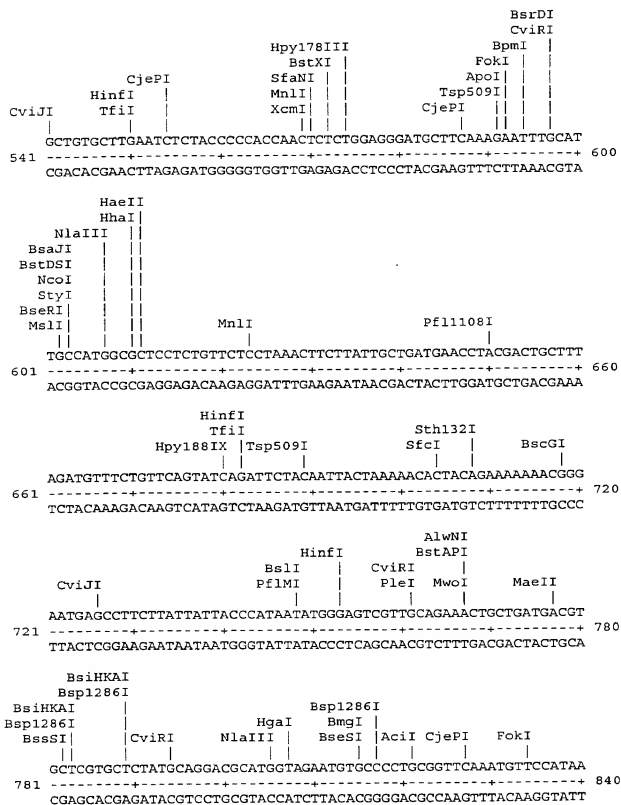 BsrDI
CviRI
Hpy178III BpmI
BstXI FokI
CjePI SfaNI ApoI
HinfI MnlI Tsp509I
CviJI TfiI XcmI CjePI
GCTGTGCTTGAATCTCTACCCCCACCAACTCTCTGGAGGGATGCTTCAAAGAATTTGCAT
541 ---------+---------+---------+---------+---------+---------+ 600
CGACACGAACTTAGAGATGGGGGTGGTTGAGAGACCTCCCTACGAAGTTTCTTAAACGTA
HaeII
HhaI
NlaIII
BsaJI
BstDSI
NcoI
StyI
BseRI
MslI MnlI Pfl1108I
TGCCATGGCGCTCCTCTGTTCTCCTAAACTTCTTATTGCTGATGAACCTACGACTGCTTT
601 ---------+---------+---------+---------+---------+---------+ 660
ACGGTACCGCGAGGAGACAAGAGGATTTGAAGAATAACGACTACTTGGATGCTGACGAAA
HinfI
TfiI Sth132I
Hpy188IX Tsp509I SfcI BscGI
AGATGTTTCTGTTCAGTATCAGATTCTACAATTACTAAAAACACTACAGAAAAAAACGGG
661 ---------+---------+---------+---------+---------+---------+ 720
TCTACAAAGACAAGTCATAGTCTAAGATGTTAATGATTTTTGTGATGTCTTTTTTTGCCC
AlwNI
HinfI BstAPI
BslI CviRI
CviJI PflMI PleI MwoI MaeII
AATGAGCCTTCTTATTATTACCCATAATATGGGAGTCGTTGCAGAAACTGCTGATGACGT
721 ---------+---------+---------+---------+---------+---------+ 780
TTACTCGGAAGAATAATAATGGGTATTATACCCTCAGCAACGTCTTTGACGACTACTGCA
BsiHKAI
Bsp1286I
BsiHKAI Bsp1286I
Bsp1286I HgaI BmgI
BssSI CviRI NlaIII BseSI AciI CjePI FokI
GCTCGTGCTCTATGCAGGACGCATGGTAGAATGTGCCCCTGCGGTTCAAATGTTCCATAA
781 ---------+---------+---------+---------+---------+---------+ 840
CGAGCACGAGATACGTCCTGCGTACCATCTTACACGGGGACGCCAAGTTTACAAGGTATT